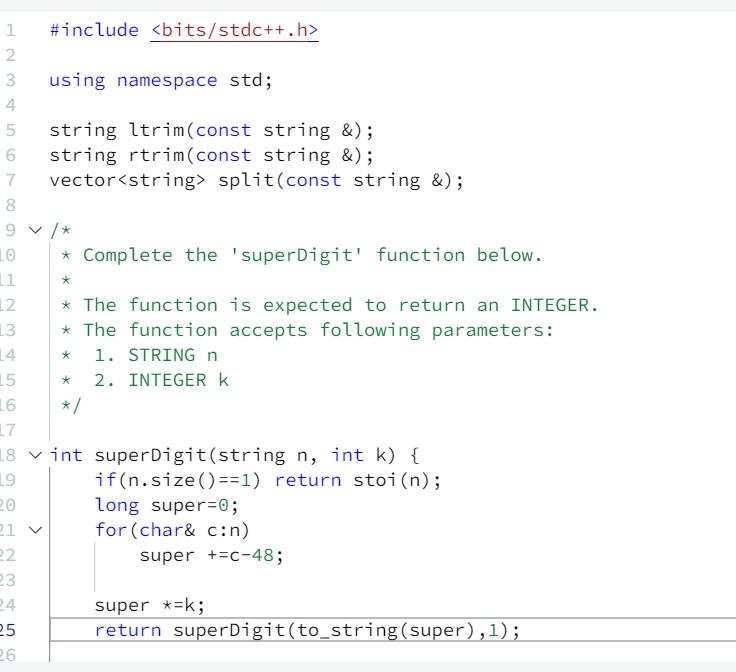 1 #include <bits/stdc++.h>
2
3 using namespace std;
4
5 string ltrim(const string &);
6 string rtrim(const string &);
7 vector<string> split(const string &);
8
9 /*
10 * Complete the 'superDigit' function below.
11 *
12 * The function is expected to return an INTEGER.
13 * The function accepts following parameters:
14 * 1. STRING n
15 * 2. INTEGER k
16 */
17
18 int superDigit(string n, int k) {
19 if(n.size()==1) return stoi(n);
20 long super=0;
21 for(char& c:n)
22 super +=c-48;
23
24 super *=k;
25 return superDigit(to_string(super),1);
26